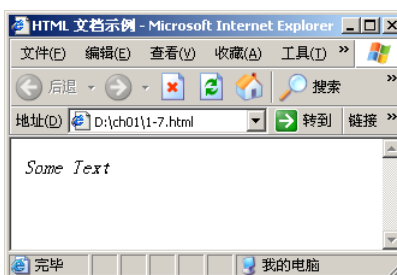 HTML 文档示例 - Microsoft Internet Explorer
文件(F) 编辑(E) 查看(V) 收藏(A) 工具(T) »
后退 搜索 »
地址(D) D:\ch01\1-7.html 转到 链接 »
Some Text
完毕 我的电脑